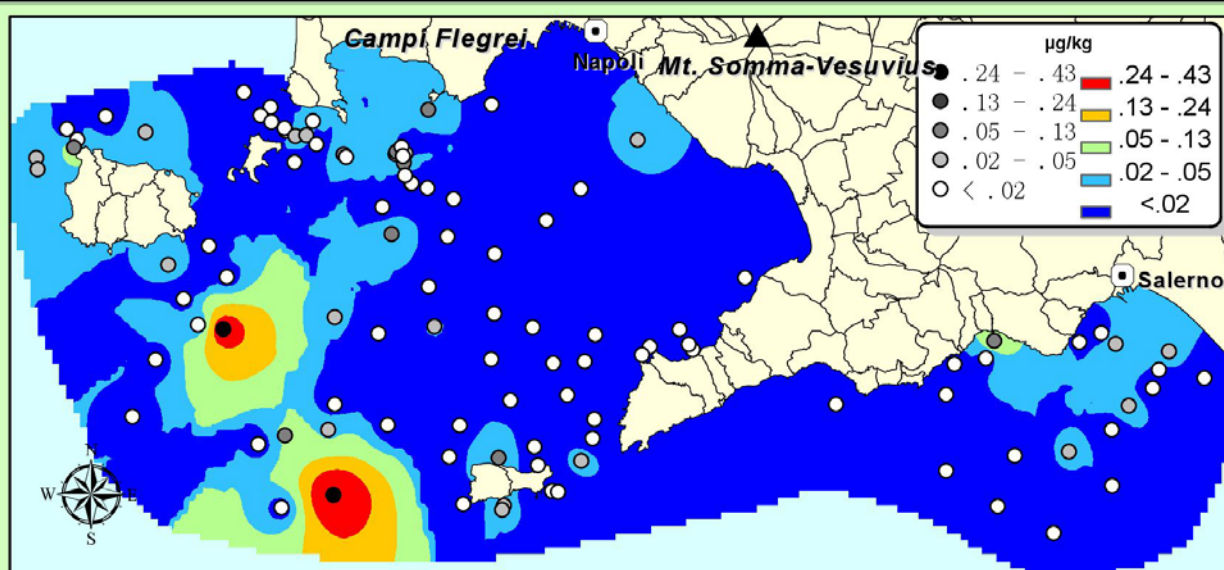 Campi Flegrei
Napoli
Mt. Somma-Vesuvius
µg/kg
.24 - .43
.24 - .43
.13 - .24
.13 - .24
.05 - .13
.05 - .13
.02 - .05
.02 - .05
< .02
<.02
Salerno
N
W
E
S